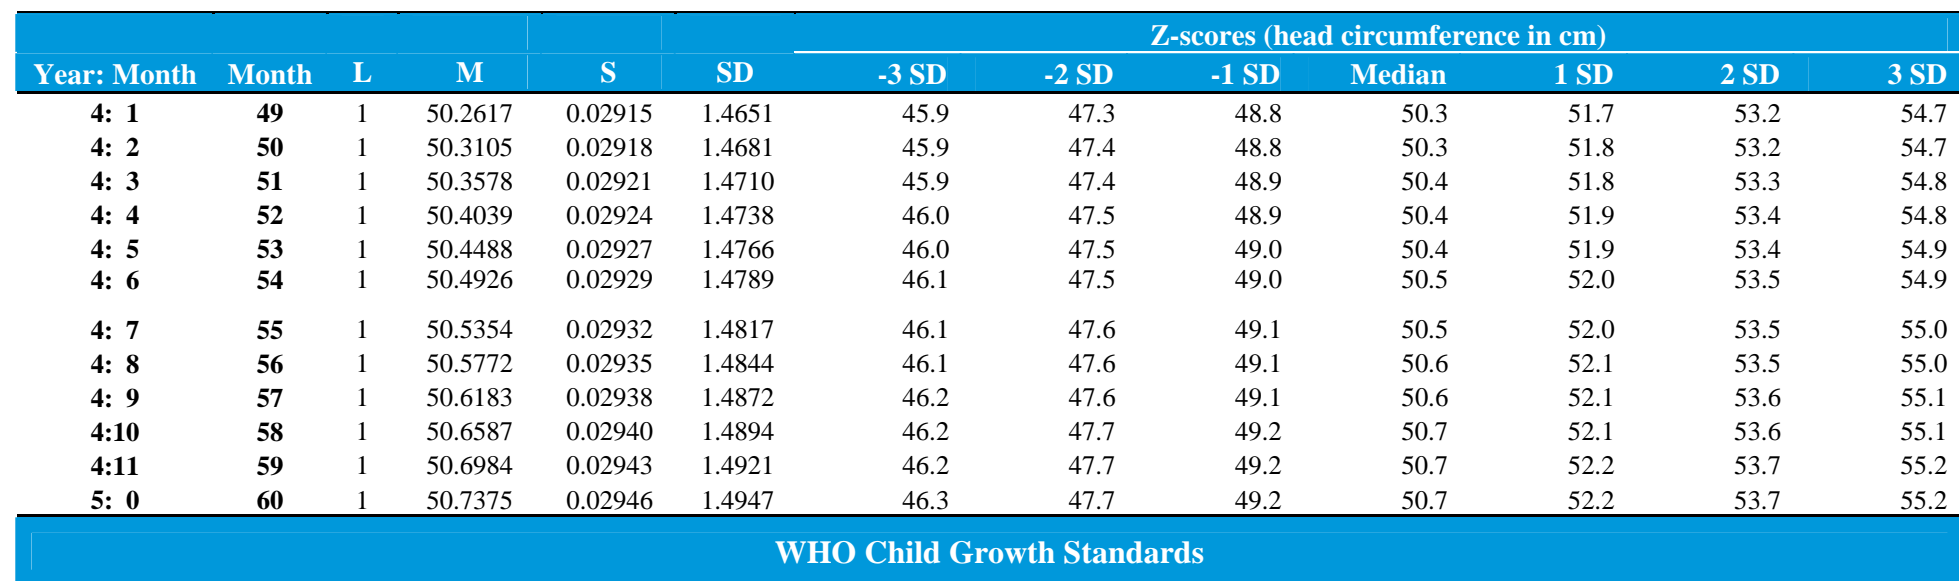 Z-scores (head circumference in cm)
Year: Month Month L M S SD -3 SD -2 SD -1 SD Median 1 SD 2 SD 3 SD
4: 1 49 1 50.2617 0.02915 1.4651 45.9 47.3 48.8 50.3 51.7 53.2 54.7
4: 2 50 1 50.3105 0.02918 1.4681 45.9 47.4 48.8 50.3 51.8 53.2 54.7
4: 3 51 1 50.3578 0.02921 1.4710 45.9 47.4 48.9 50.4 51.8 53.3 54.8
4: 4 52 1 50.4039 0.02924 1.4738 46.0 47.5 48.9 50.4 51.9 53.4 54.8
4: 5 53 1 50.4488 0.02927 1.4766 46.0 47.5 49.0 50.4 51.9 53.4 54.9
4: 6 54 1 50.4926 0.02929 1.4789 46.1 47.5 49.0 50.5 52.0 53.5 54.9
4: 7 55 1 50.5354 0.02932 1.4817 46.1 47.6 49.1 50.5 52.0 53.5 55.0
4: 8 56 1 50.5772 0.02935 1.4844 46.1 47.6 49.1 50.6 52.1 53.5 55.0
4: 9 57 1 50.6183 0.02938 1.4872 46.2 47.6 49.1 50.6 52.1 53.6 55.1
4:10 58 1 50.6587 0.02940 1.4894 46.2 47.7 49.2 50.7 52.1 53.6 55.1
4:11 59 1 50.6984 0.02943 1.4921 46.2 47.7 49.2 50.7 52.2 53.7 55.2
5: 0 60 1 50.7375 0.02946 1.4947 46.3 47.7 49.2 50.7 52.2 53.7 55.2
WHO Child Growth Standards